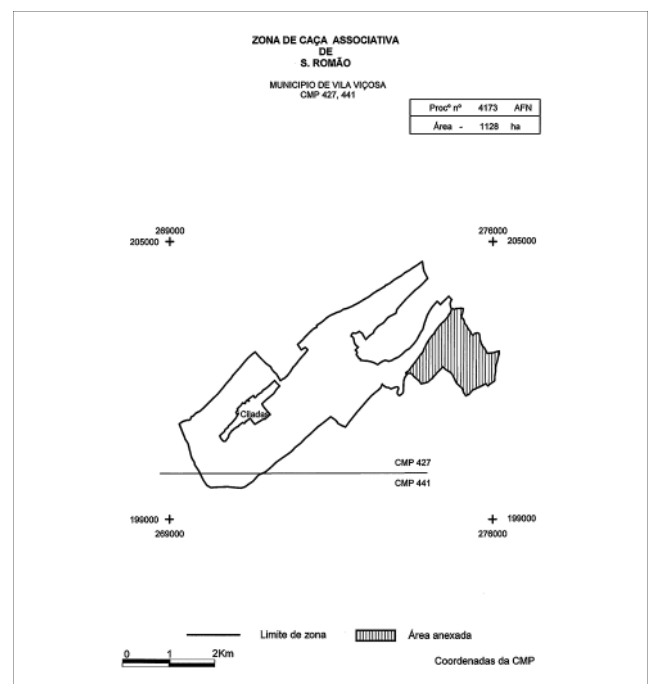 ZONA DE CAÇA ASSOCIATIVA
DE
S. ROMÃO
MUNICIPIO DE VILA VIÇOSA
CMP 427, 441
Procº nº 4173 AFN
Área - 1128 ha
269000
205000
276000
205000
Ciladas
CMP 427
CMP 441
199000
269000
199000
276000
Limite de zona
Área anexada
0 1 2Km
Coordenadas da CMP